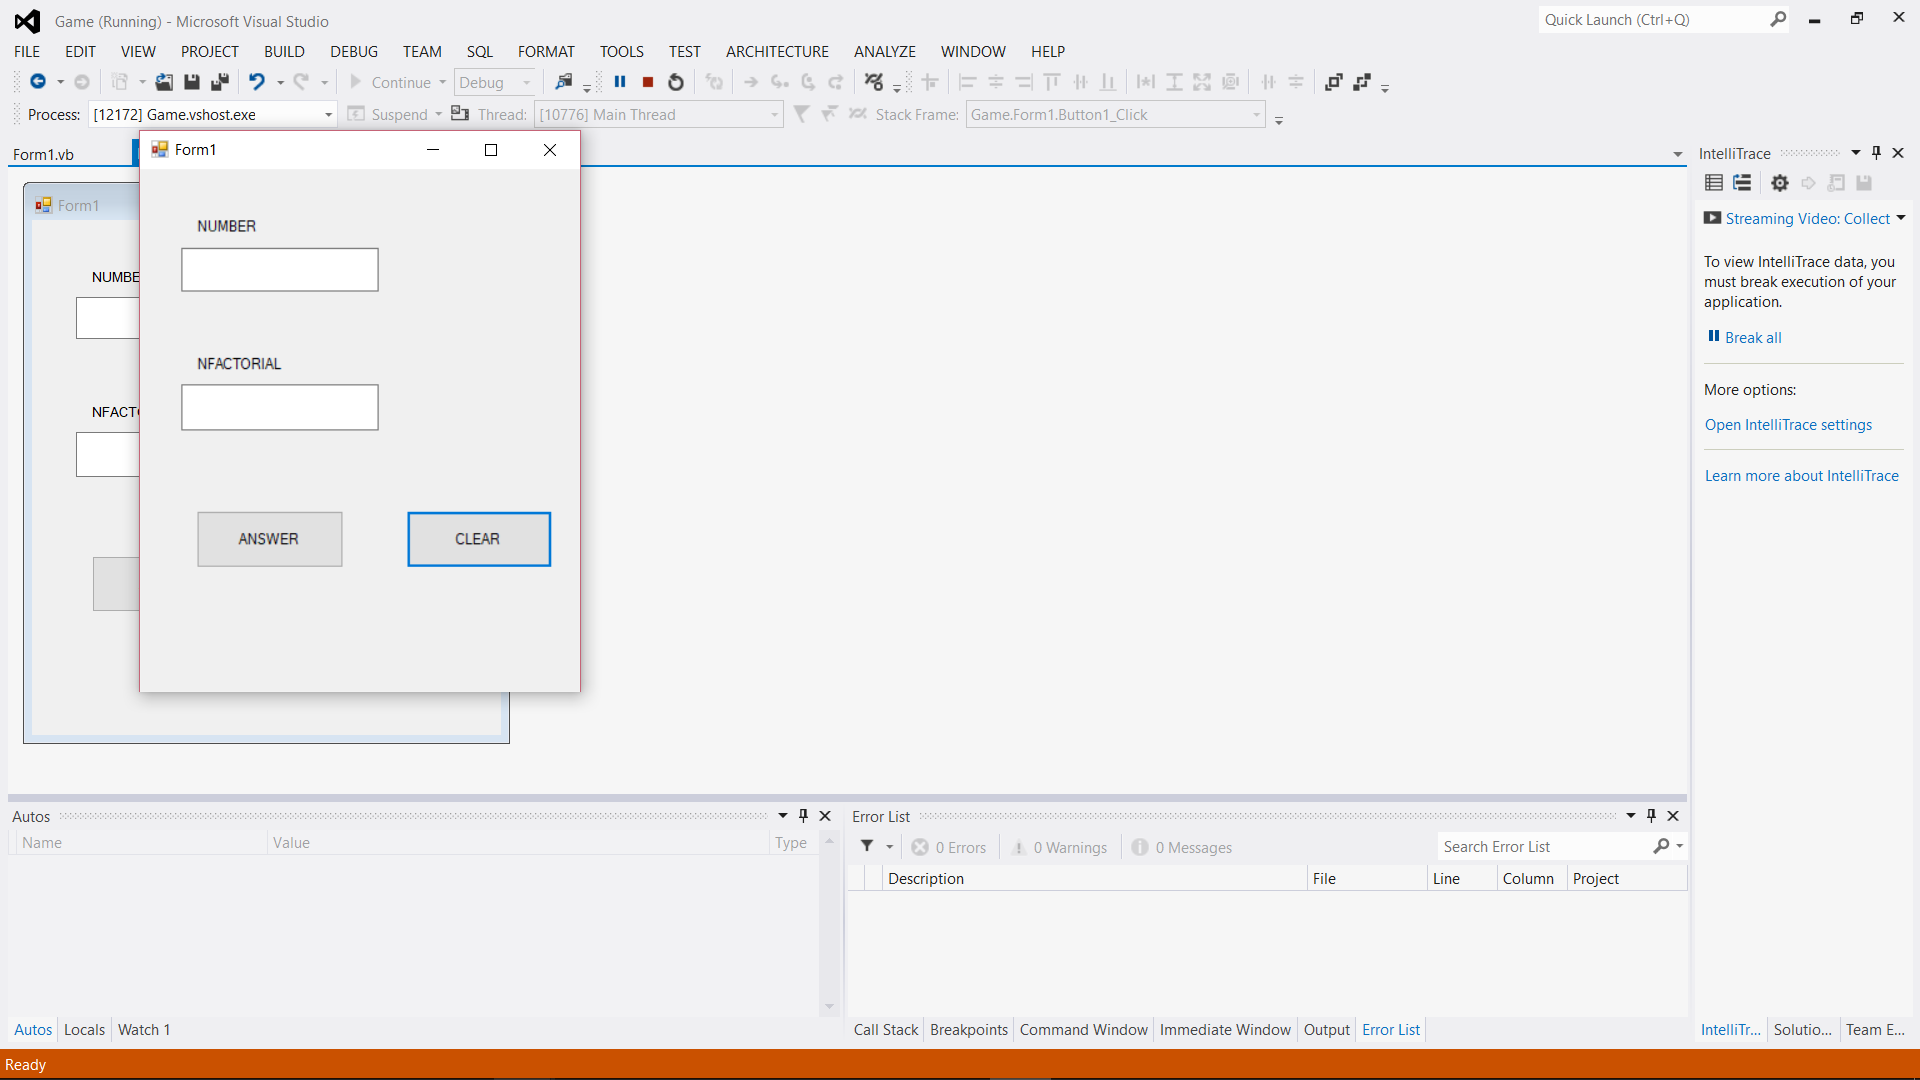 Game (Running) - Microsoft Visual Studio
Quick Launch (Ctrl+Q)
FILE EDIT VIEW PROJECT BUILD DEBUG TEAM SQL FORMAT TOOLS TEST ARCHITECTURE ANALYZE WINDOW HELP
Continue Debug
Process: [12172] Game.vshost.exe Suspend Thread: [10776] Main Thread Stack Frame: Game.Form1.Button1_Click
Form1.vb
Form1
NUMBE
NFACT
Form1
NUMBER
NFACTORIAL
ANSWER CLEAR
IntelliTrace
Streaming Video: Collect
To view IntelliTrace data, you
must break execution of your
application.
Break all
More options:
Open IntelliTrace settings
Learn more about IntelliTrace
Autos
Name Value Type
Autos Locals Watch 1
Error List
0 Errors 0 Warnings 0 Messages Search Error List
Description File Line Column Project
Call Stack Breakpoints Command Window Immediate Window Output Error List
IntelliTr... Solutio... Team E...
Ready